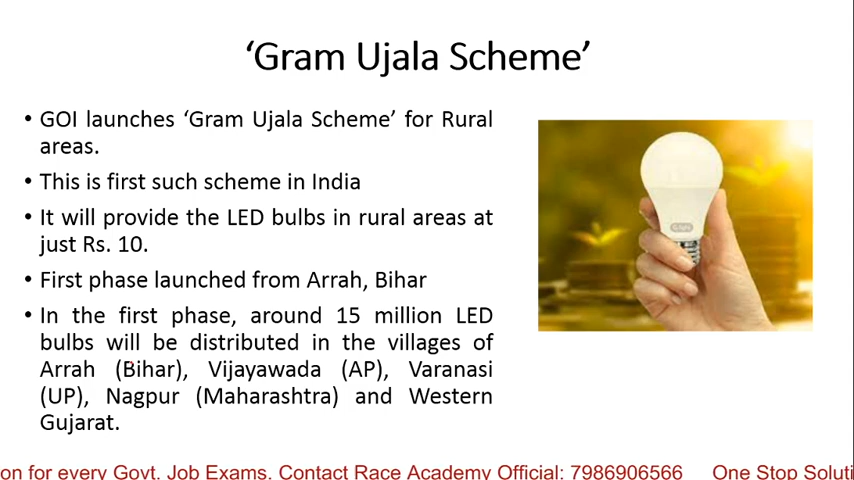 ‘Gram Ujala Scheme’
• GOI launches ‘Gram Ujala Scheme’ for Rural
areas.
• This is first such scheme in India
• It will provide the LED bulbs in rural areas at
just Rs. 10.
• First phase launched from Arrah, Bihar
• In the first phase, around 15 million LED
bulbs will be distributed in the villages of
Arrah (Bihar), Vijayawada (AP), Varanasi
(UP), Nagpur (Maharashtra) and Western
Gujarat.
on for every Govt. Job Exams. Contact Race Academy Official: 7986906566 One Stop Soluti